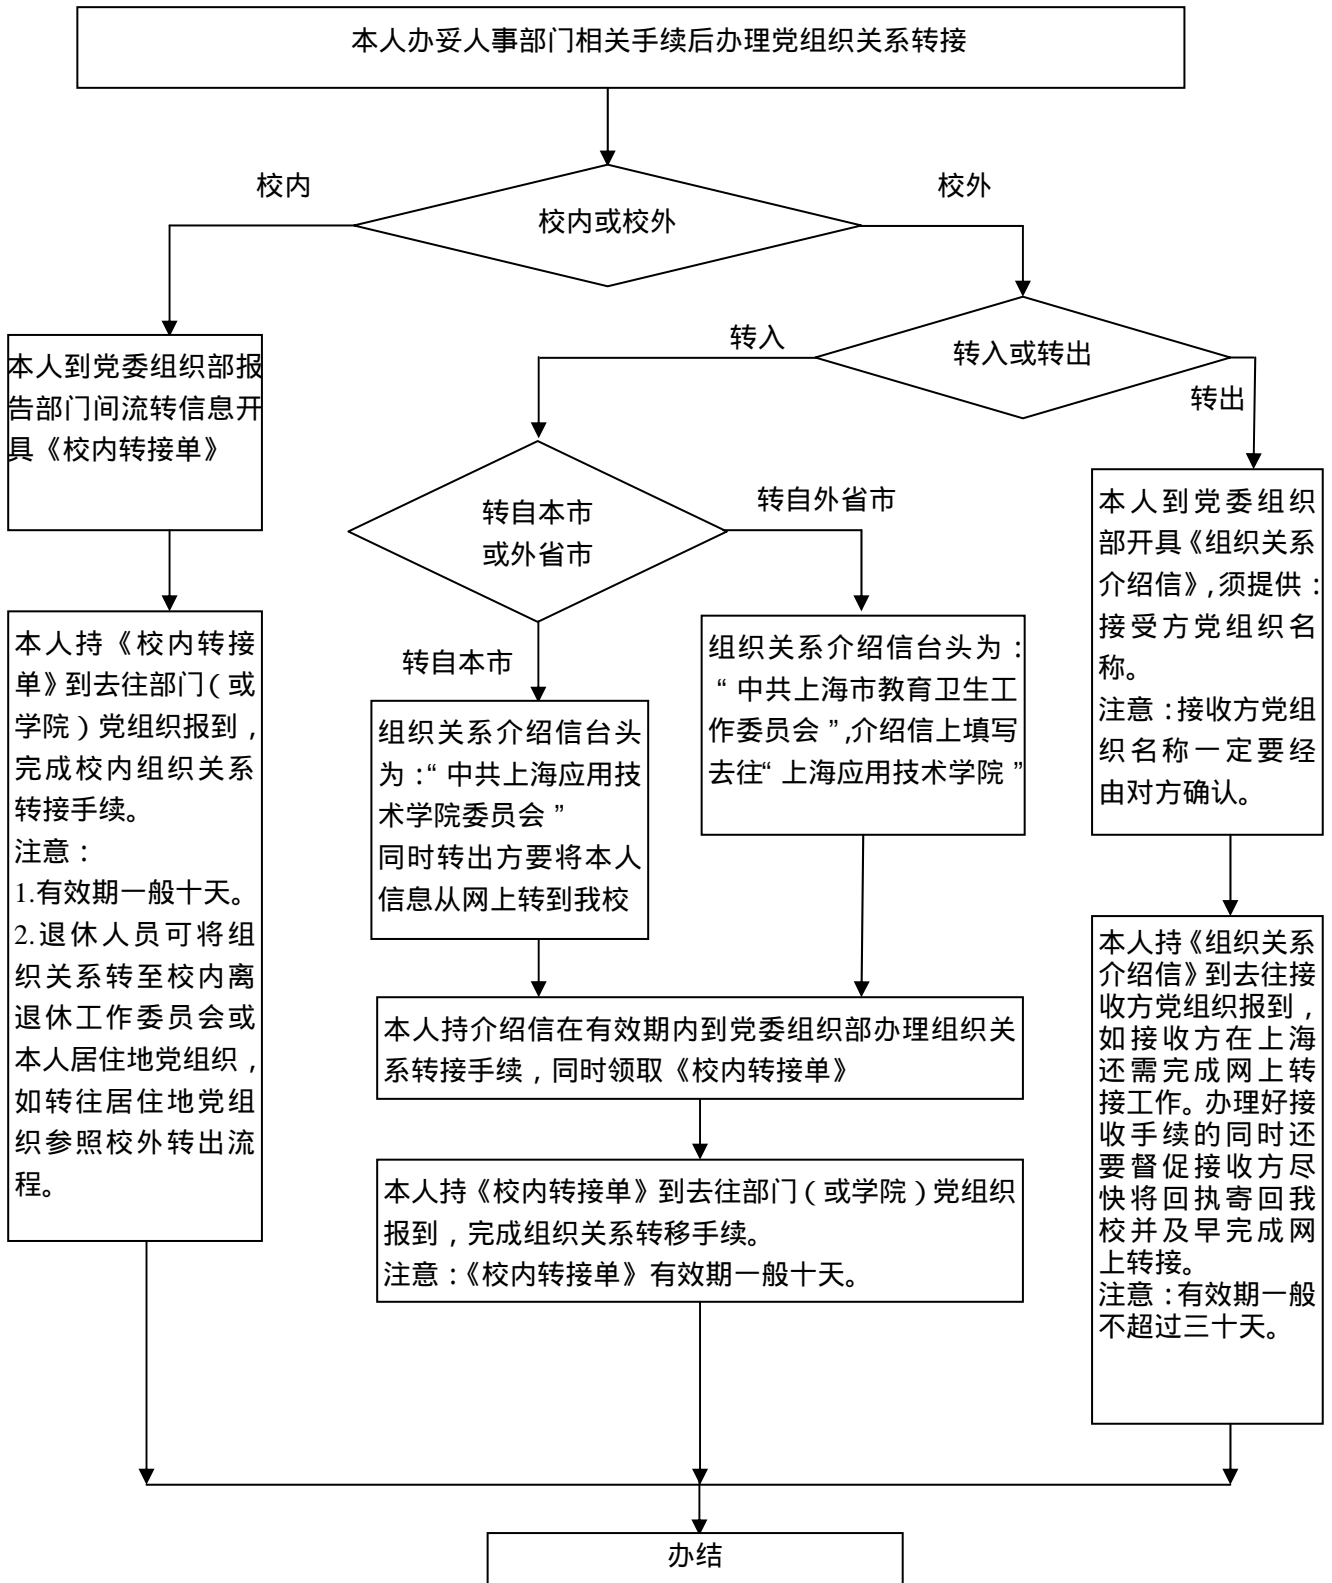 本人办妥人事部门相关手续后办理党组织关系转接
校内
校外
校内或校外
转入
转入或转出
转出
本人到党委组织部报
告部门间流转信息开
具《校内转接单》
转自本市
或外省市
转自外省市
转自本市
本人持《校内转接
单》到去往部门（或
学院）党组织报到，
完成校内组织关系
转接手续。
注意：
1.有效期一般十天。
2.退休人员可将组
织关系转至校内离
退休工作委员会或
本人居住地党组织，
如转往居住地党组
织参照校外转出流
程。
组织关系介绍信台头
为：“中共上海应用技
术学院委员会”
同时转出方要将本人
信息从网上转到我校
组织关系介绍信台头为：
“中共上海市教育卫生工
作委员会”,介绍信上填写
去往“上海应用技术学院”
本人到党委组织
部开具《组织关系
介绍信》,须提供：
接受方党组织名
称。
注意：接收方党组
织名称一定要经
由对方确认。
本人持介绍信在有效期内到党委组织部办理组织关
系转接手续，同时领取《校内转接单》
本人持《校内转接单》到去往部门（或学院）党组织
报到，完成组织关系转移手续。
注意：《校内转接单》有效期一般十天。
本人持《组织关系
介绍信》到去往接
收方党组织报到，
如接收方在上海
还需完成网上转
接工作。办理好接
收手续的同时还
要督促接收方尽
快将回执寄回我
校并及早完成网
上转接。
注意：有效期一般
不超过三十天。
办结